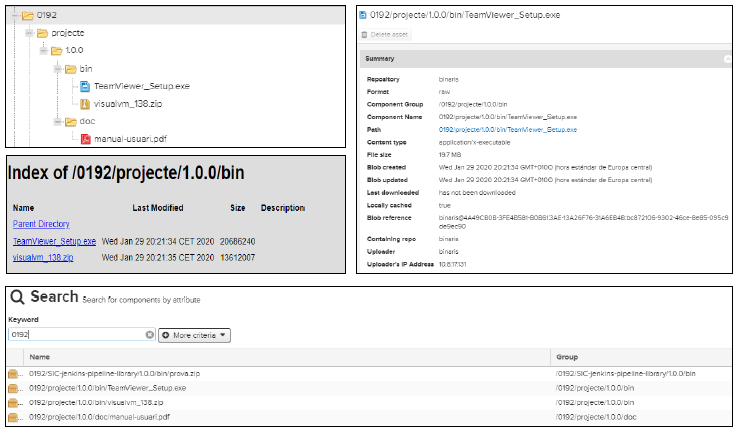 0192
projecte
1.0.0
bin
TeamViewer_Setup.exe
visualvm_138.zip
doc
manual-usuari.pdf
Index of /0192/projecte/1.0.0/bin
Name Last Modified Size Description
Parent Directory
TeamViewer_Setup.exe Wed Jan 29 20:21:34 CET 2020 20686240
visualvm_138.zip Wed Jan 29 20:21:35 CET 2020 13612007
0192/projecte/1.0.0/bin/TeamViewer_Setup.exe
Delete asset
Summary
Repository binaris
Format raw
Component Group /0192/projecte/1.0.0/bin
Component Name 0192/projecte/1.0.0/bin/TeamViewer_Setup.exe
Path 0192/projecte/1.0.0/bin/TeamViewer_Setup.exe
Content type application/x-executable
File size 19.7 MB
Blob created Wed Jan 29 2020 20:21:34 GMT+0100 (hora estándar de Europa central)
Blob updated Wed Jan 29 2020 20:21:34 GMT+0100 (hora estándar de Europa central)
Last downloaded has not been downloaded
Locally cached true
Blob reference
Containing repo binaris
Uploader binaris
Uploader's IP Address 10.8.17.131
Search Search for components by attribute
Keyword
0192 More criteria
Name Group
0192/SIC-jenkins-pipeline-library/1.0.0/bin/prova.zip /0192/SIC-jenkins-pipeline-library/1.0.0/bin
0192/projecte/1.0.0/bin/TeamViewer_Setup.exe /0192/projecte/1.0.0/bin
0192/projecte/1.0.0/bin/visualvm_138.zip /0192/projecte/1.0.0/bin
0192/projecte/1.0.0/doc/manual-usuari.pdf /0192/projecte/1.0.0/doc